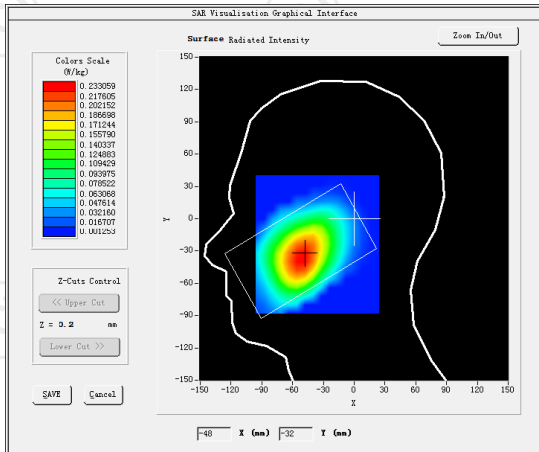 SAR Visualisation Graphical Interface
Surface Radiated Intensity
Zoom In/Out
Colors Scale
(W/kg)
0.233059
0.217605
0.202152
0.186698
0.171244
0.155790
0.140337
0.124883
0.109429
0.093975
0.078522
0.063068
0.047614
0.032160
0.016707
0.001253
Z-Cuts Control
<< Upper Cut
Z = 0.2 mm
Lower Cut >>
SAVE Cancel
150
120
90
60
30
0
-30
-60
-90
-120
-150
Y
-150 -120 -90 -60 -30 0 30 60 90 120 150
X
-48 X (mm) -32 Y (mm)